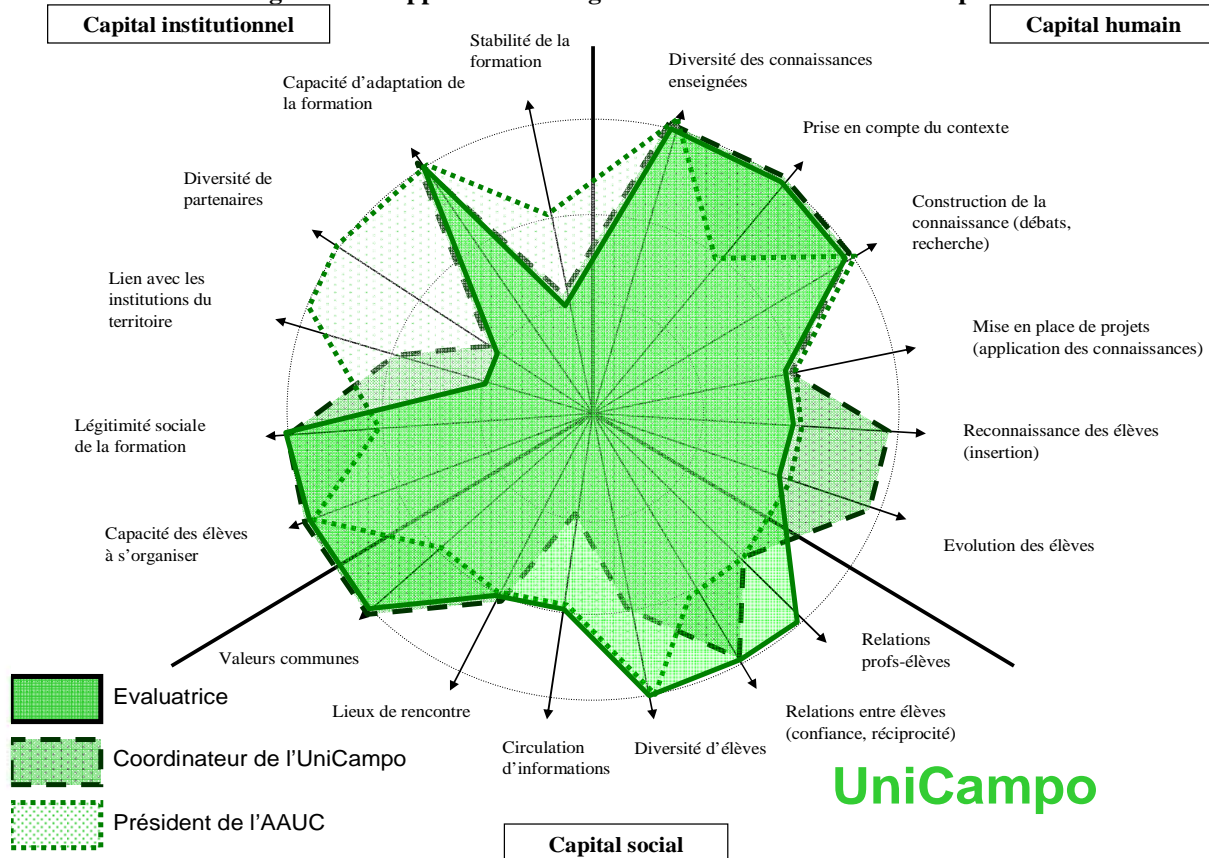 Capital institutionnel
Capital humain
Stabilité de la
formation
Capacité d'adaptation de
la formation
Diversité des connaissances
enseignées
Prise en compte du contexte
Diversité de
partenaires
Construction de la
connaissance (débats,
recherche)
Lien avec les
institutions du
territoire
Mise en place de projets
(application des connaissances)
Légitimité sociale
de la formation
Reconnaissance des élèves
(insertion)
Capacité des élèves
à s'organiser
Evolution des élèves
Valeurs communes
Relations
profs-élèves
Lieux de rencontre
Circulation
d'informations
Diversité d'élèves
Relations entre élèves
(confiance, réciprocité)
Evaluatrice
Coordinateur de l'UniCampo
Président de l'AAUC
UniCampo
Capital social